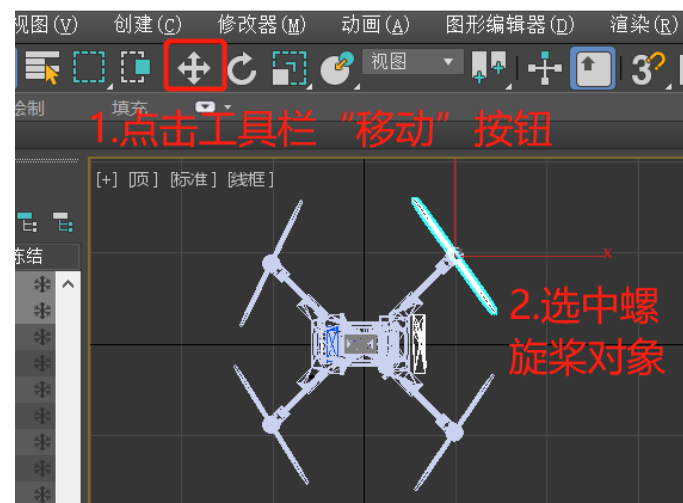 视图(V) 创建(C) 修改器(M) 动画(A) 图形编辑器(D) 渲染(R)
视图
绘制 填充
1.点击工具栏“移动”按钮
[+] [顶] [标准] [线框]
冻结
x
2.选中螺
旋桨对象